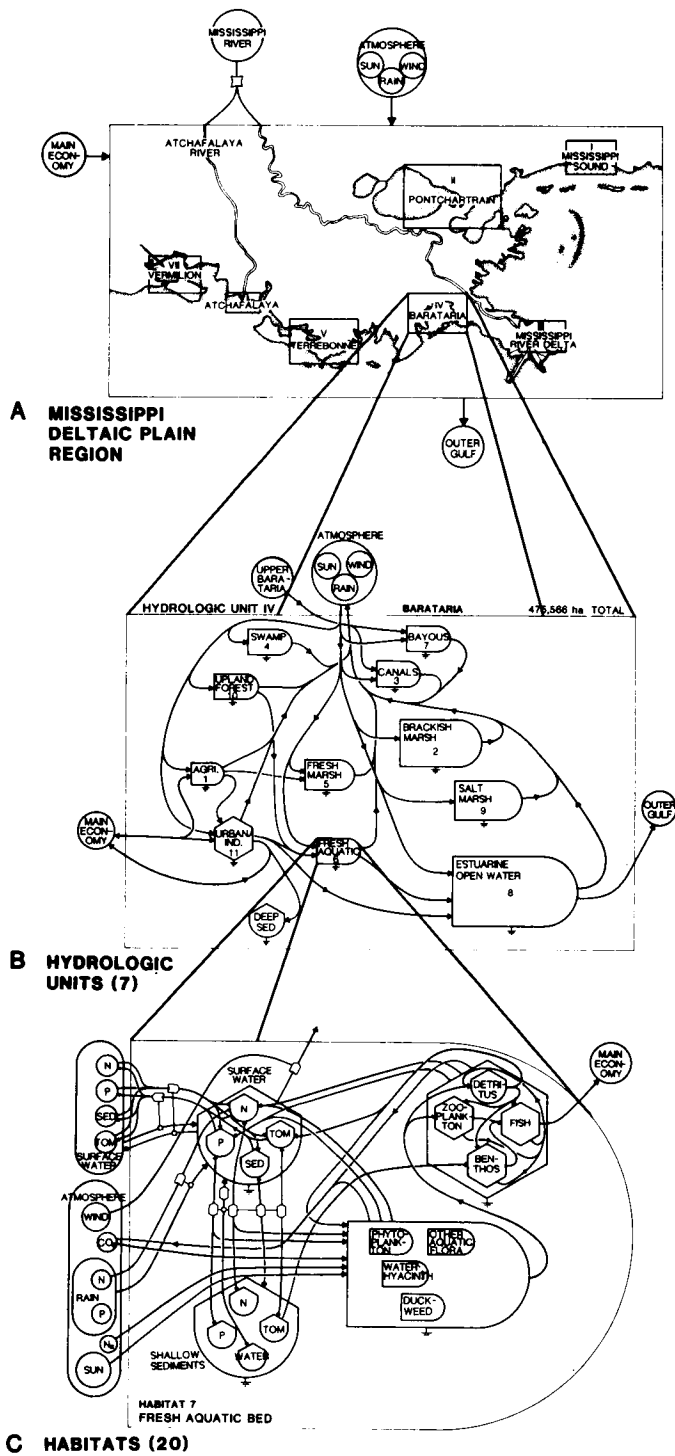 MISSISSIPPI
RIVER
ATMOSPHERE
SUN
WIND
RAIN
MAIN
ECON-
OMY
ATCHAFALAYA
RIVER
I
MISSISSIPPI
SOUND
II
PONTCHARTRAIN
VII
VERMILION
ATCHAFALAYA
V
TERREBONNE
IV
BARATARIA
III
MISSISSIPPI
RIVER DELTA
OUTER
GULF
A MISSISSIPPI
DELTAIC PLAIN
REGION
ATMOSPHERE
SUN
WIND
RAIN
UPPER
BARA-
TARIA
HYDROLOGIC UNIT IV
BARATARIA
475,566 ha TOTAL
SWAMP
4
BAYOUS
7
UPLAND
FOREST
10
CANALS
3
BRACKISH
MARSH
2
AGRI.
1
FRESH
MARSH
5
SALT
MARSH
9
MAIN
ECON-
OMY
URBAN/
IND.
11
FRESH
AQUATIC
6
ESTUARINE
OPEN WATER
8
OUTER
GULF
DEEP
SED
B HYDROLOGIC
UNITS (7)
N
P
SED
TOM
SURFACE
WATER
SURFACE
WATER
N
P
TOM
SED
DETRI-
TUS
ZOO-
PLANK
TON
FISH
BEN-
THOS
MAIN
ECON-
OMY
ATMOSPHERE
WIND
CO₂
N
RAIN
P
N₂
SUN
PHYTO-
PLANK-
TON
OTHER
AQUATIC
FLORA
WATER
HYACINTH
DUCK-
WEED
N
P
TOM
WATER
SHALLOW
SEDIMENTS
HABITAT 7
FRESH AQUATIC BED
C HABITATS (20)